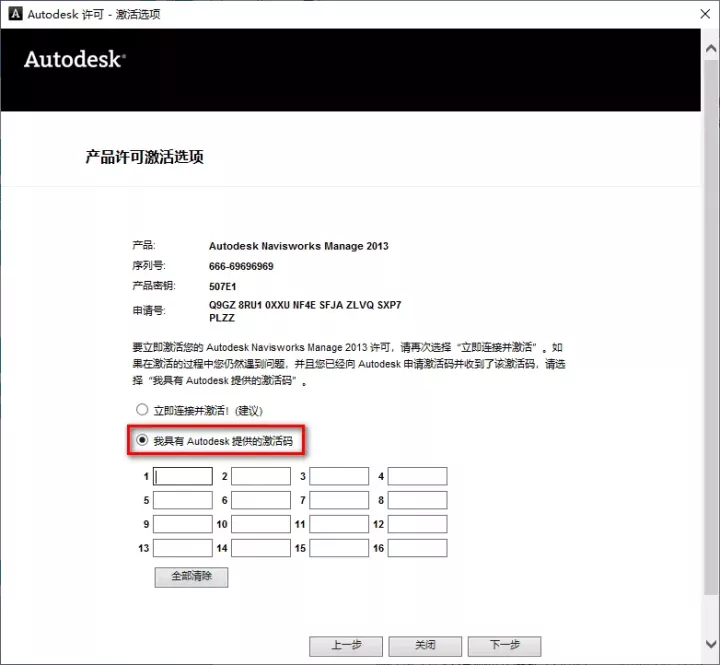 Autodesk 许可 - 激活选项
Autodesk®
产品许可激活选项
产品: Autodesk Navisworks Manage 2013
序列号: 666-69696969
产品密钥: 507E1
申请号: Q9GZ 8RU1 0XXU NF4E SFJA ZLVQ SXP7
PLZZ
要立即激活您的 Autodesk Navisworks Manage 2013 许可，请再次选择“立即连接并激活”。如
果在激活的过程中您仍然遇到问题，并且您已经向 Autodesk 申请激活码并收到了该激活码，请选
择“我具有 Autodesk 提供的激活码”。
立即连接并激活! (建议)
我具有 Autodesk 提供的激活码
1 2 3 4
5 6 7 8
9 10 11 12
13 14 15 16
全部清除
上一步 关闭 下一步